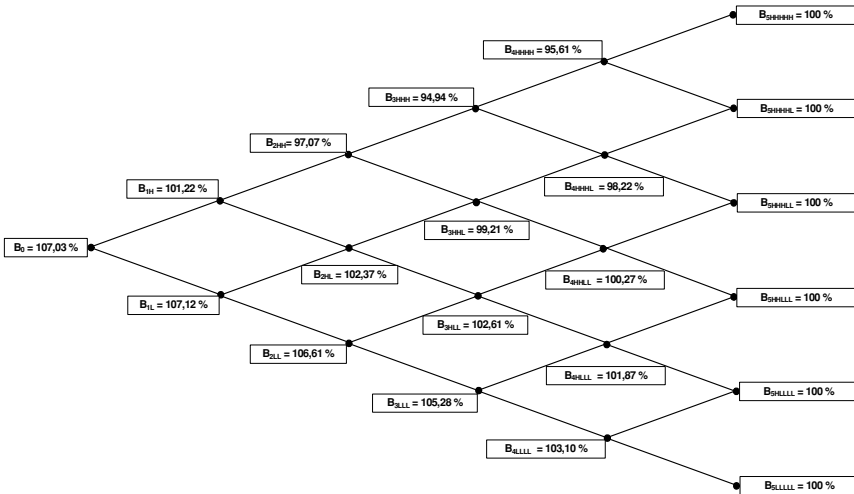 B5HHHHH = 100 %
B4HHHH = 95,61 %
B3HHH = 94,94 %
B5HHHHL = 100 %
B2HH= 97,07 %
B4HHHL = 98,22 %
B1H = 101,22 %
B5HHHLL = 100 %
B3HHL = 99,21 %
B0 = 107,03 %
B2HL = 102,37 %
B4HHLL = 100,27 %
B1L = 107,12 %
B5HHLLL = 100 %
B3HLL = 102,61 %
B2LL = 106,61 %
B4HLLL = 101,87 %
B5HLLLL = 100 %
B3LLL = 105,28 %
B4LLLL = 103,10 %
B5LLLLL = 100 %